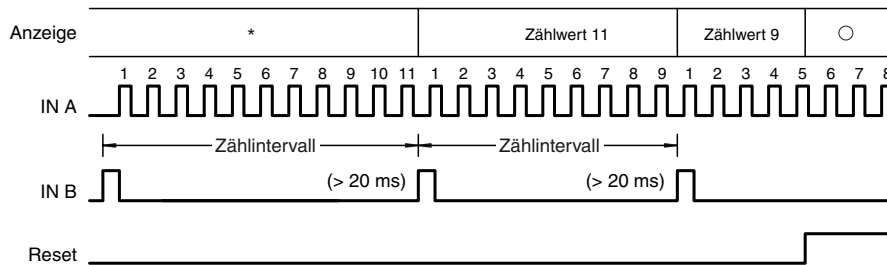 Anzeige * Zählwert 11 Zählwert 9 ○
1 2 3 4 5 6 7 8 9 10 11 1 2 3 4 5 6 7 8 9 1 2 3 4 5 6 7 8
IN A
Zählintervall Zählintervall
IN B (> 20 ms) (> 20 ms)
Reset